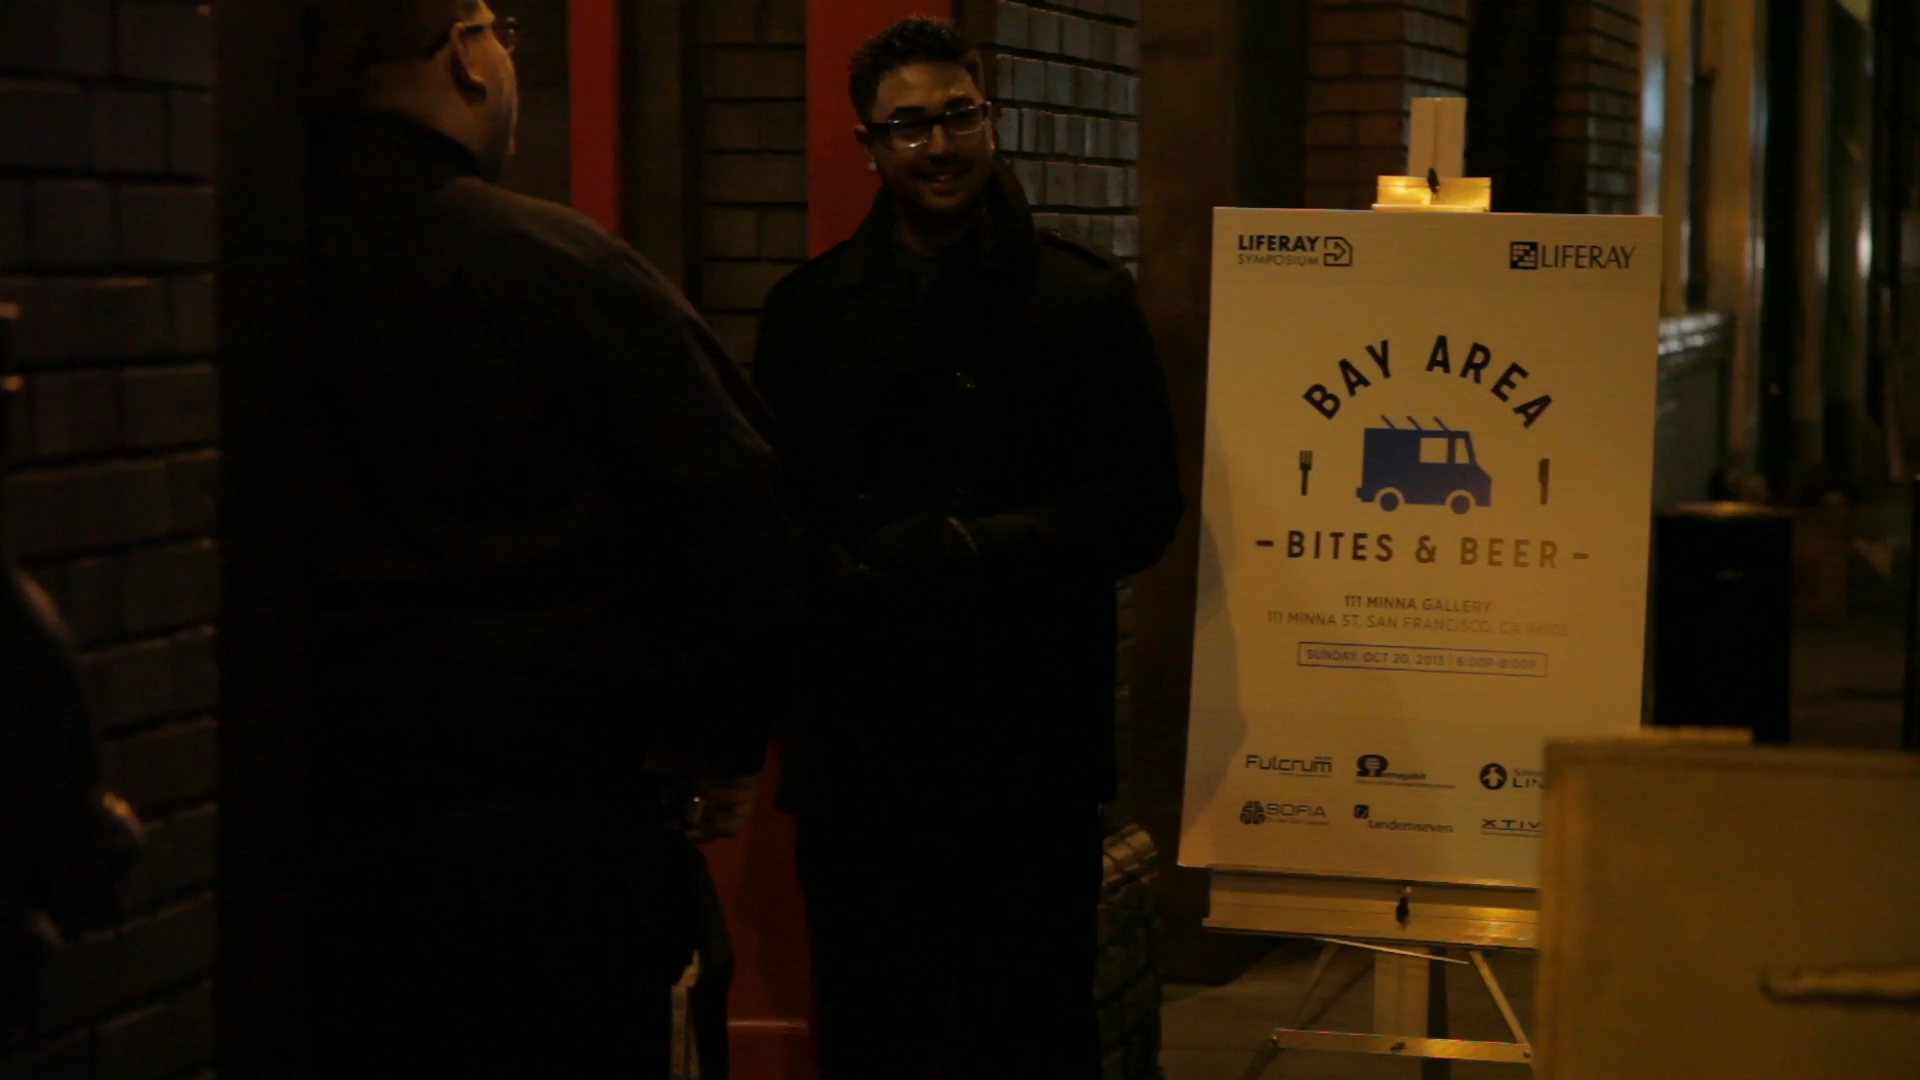 LIFERAY
SYMPOSIUM
LIFERAY
BAY AREA
-BITES & BEER-
111 MINNA GALLERY
111 MINNA ST, SAN FRANCISCO, CA 94105
SUNDAY, OCT 20, 2013 | 6:00P-8:00P
Fulcrum
SOFIA
tandemseven
XTIV